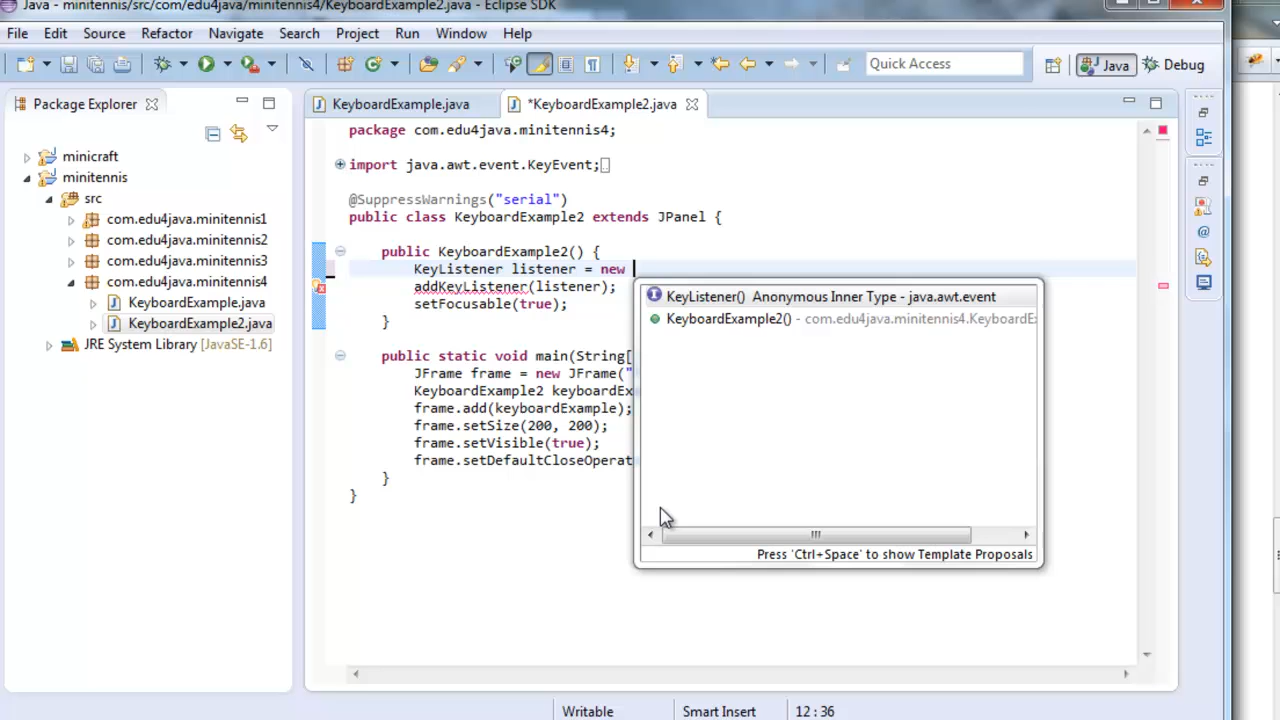 Java - minitennis/src/com/edu4java/minitennis4/KeyboardExample2.java - Eclipse SDK
File Edit Source Refactor Navigate Search Project Run Window Help
Quick Access
Java
Debug
Package Explorer
KeyboardExample.java
*KeyboardExample2.java
minicraft
minitennis
src
com.edu4java.minitennis1
com.edu4java.minitennis2
com.edu4java.minitennis3
com.edu4java.minitennis4
KeyboardExample.java
KeyboardExample2.java
JRE System Library [JavaSE-1.6]
package com.edu4java.minitennis4;
import java.awt.event.KeyEvent;
@SuppressWarnings("serial")
public class KeyboardExample2 extends JPanel {
public KeyboardExample2() {
KeyListener listener = new
addKeyListener(listener);
setFocusable(true);
}
public static void main(String[
JFrame frame = new JFrame("
KeyboardExample2 keyboardEx
frame.add(keyboardExample);
frame.setSize(200, 200);
frame.setVisible(true);
frame.setDefaultCloseOperat
}
}
KeyListener() Anonymous Inner Type - java.awt.event
KeyboardExample2() - com.edu4java.minitennis4.KeyboardE
Press 'Ctrl+Space' to show Template Proposals
Writable
Smart Insert
12 : 36